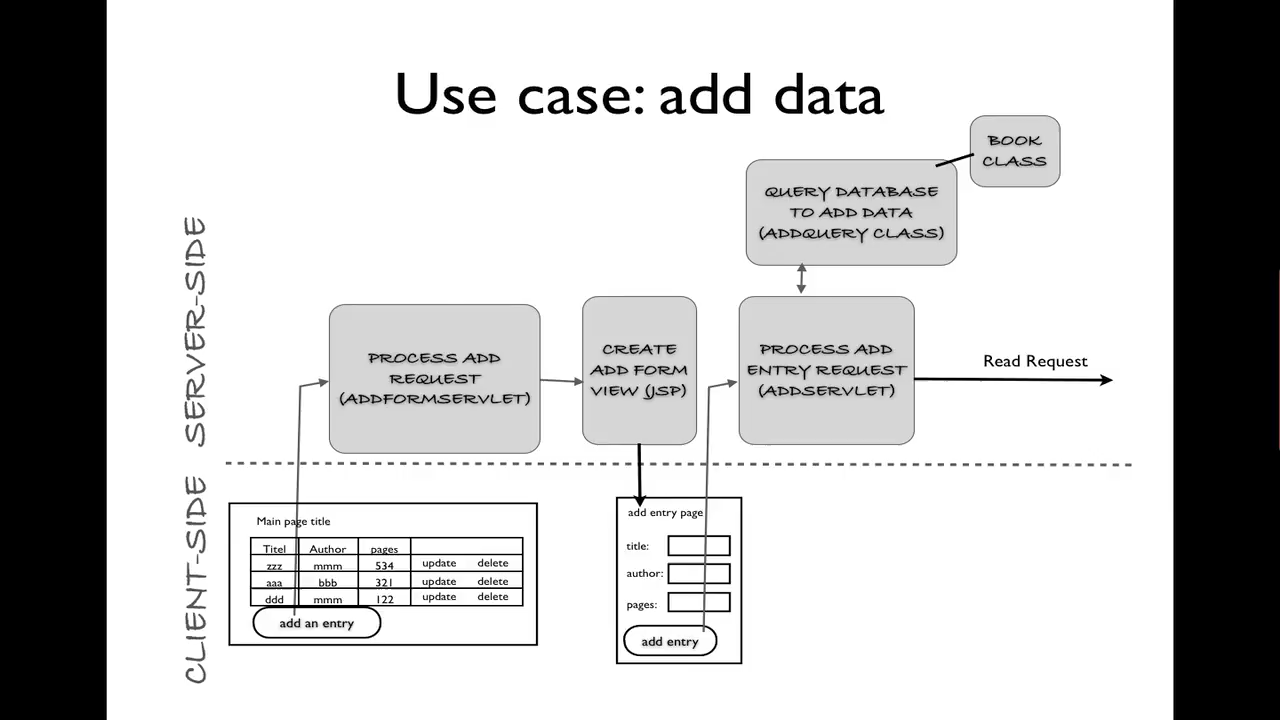 Use case: add data
BOOK
CLASS
QUERY DATABASE
TO ADD DATA
(ADDQUERY CLASS)
SERVER-SIDE
PROCESS ADD
REQUEST
(ADDFORMSERVLET)
CREATE
ADD FORM
VIEW (JSP)
PROCESS ADD
ENTRY REQUEST
(ADDSERVLET)
Read Request
CLIENT-SIDE
Main page title
Titel Author pages
zzz mmm 534 update delete
aaa bbb 321 update delete
ddd mmm 122 update delete
add an entry
add entry page
title:
author:
pages:
add entry